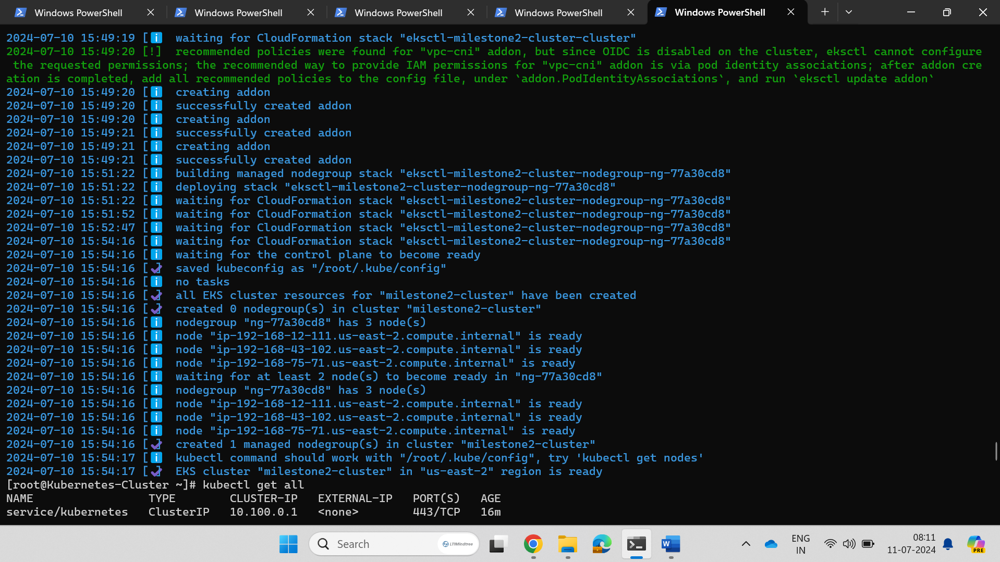 Windows PowerShell Windows PowerShell Windows PowerShell Windows PowerShell Windows PowerShell
2024-07-10 15:49:19 [ℹ]  waiting for CloudFormation stack "eksctl-milestone2-cluster-cluster"
2024-07-10 15:49:20 [!]  recommended policies were found for "vpc-cni" addon, but since OIDC is disabled on the cluster, eksctl cannot configure
 the requested permissions; the recommended way to provide IAM permissions for "vpc-cni" addon is via pod identity associations; after addon cre
ation is completed, add all recommended policies to the config file, under `addon.PodIdentityAssociations`, and run `eksctl update addon`
2024-07-10 15:49:20 [ℹ]  creating addon
2024-07-10 15:49:20 [ℹ]  successfully created addon
2024-07-10 15:49:20 [ℹ]  creating addon
2024-07-10 15:49:21 [ℹ]  successfully created addon
2024-07-10 15:49:21 [ℹ]  creating addon
2024-07-10 15:49:21 [ℹ]  successfully created addon
2024-07-10 15:51:22 [ℹ]  building managed nodegroup stack "eksctl-milestone2-cluster-nodegroup-ng-77a30cd8"
2024-07-10 15:51:22 [ℹ]  deploying stack "eksctl-milestone2-cluster-nodegroup-ng-77a30cd8"
2024-07-10 15:51:22 [ℹ]  waiting for CloudFormation stack "eksctl-milestone2-cluster-nodegroup-ng-77a30cd8"
2024-07-10 15:51:52 [ℹ]  waiting for CloudFormation stack "eksctl-milestone2-cluster-nodegroup-ng-77a30cd8"
2024-07-10 15:52:47 [ℹ]  waiting for CloudFormation stack "eksctl-milestone2-cluster-nodegroup-ng-77a30cd8"
2024-07-10 15:54:16 [ℹ]  waiting for CloudFormation stack "eksctl-milestone2-cluster-nodegroup-ng-77a30cd8"
2024-07-10 15:54:16 [ℹ]  waiting for the control plane to become ready
2024-07-10 15:54:16 [✔]  saved kubeconfig as "/root/.kube/config"
2024-07-10 15:54:16 [ℹ]  no tasks
2024-07-10 15:54:16 [✔]  all EKS cluster resources for "milestone2-cluster" have been created
2024-07-10 15:54:16 [✔]  created 0 nodegroup(s) in cluster "milestone2-cluster"
2024-07-10 15:54:16 [ℹ]  nodegroup "ng-77a30cd8" has 3 node(s)
2024-07-10 15:54:16 [ℹ]  node "ip-192-168-12-111.us-east-2.compute.internal" is ready
2024-07-10 15:54:16 [ℹ]  node "ip-192-168-43-102.us-east-2.compute.internal" is ready
2024-07-10 15:54:16 [ℹ]  node "ip-192-168-75-71.us-east-2.compute.internal" is ready
2024-07-10 15:54:16 [ℹ]  waiting for at least 2 node(s) to become ready in "ng-77a30cd8"
2024-07-10 15:54:16 [ℹ]  nodegroup "ng-77a30cd8" has 3 node(s)
2024-07-10 15:54:16 [ℹ]  node "ip-192-168-12-111.us-east-2.compute.internal" is ready
2024-07-10 15:54:16 [ℹ]  node "ip-192-168-43-102.us-east-2.compute.internal" is ready
2024-07-10 15:54:16 [ℹ]  node "ip-192-168-75-71.us-east-2.compute.internal" is ready
2024-07-10 15:54:16 [✔]  created 1 managed nodegroup(s) in cluster "milestone2-cluster"
2024-07-10 15:54:17 [ℹ]  kubectl command should work with "/root/.kube/config", try 'kubectl get nodes'
2024-07-10 15:54:17 [✔]  EKS cluster "milestone2-cluster" in "us-east-2" region is ready
[root@Kubernetes-Cluster ~]# kubectl get all
NAME                 TYPE        CLUSTER-IP   EXTERNAL-IP   PORT(S)   AGE
service/kubernetes   ClusterIP   10.100.0.1   <none>        443/TCP   16m
Search LTIMindtree
W
ENG
IN
08:11
11-07-2024
PRE